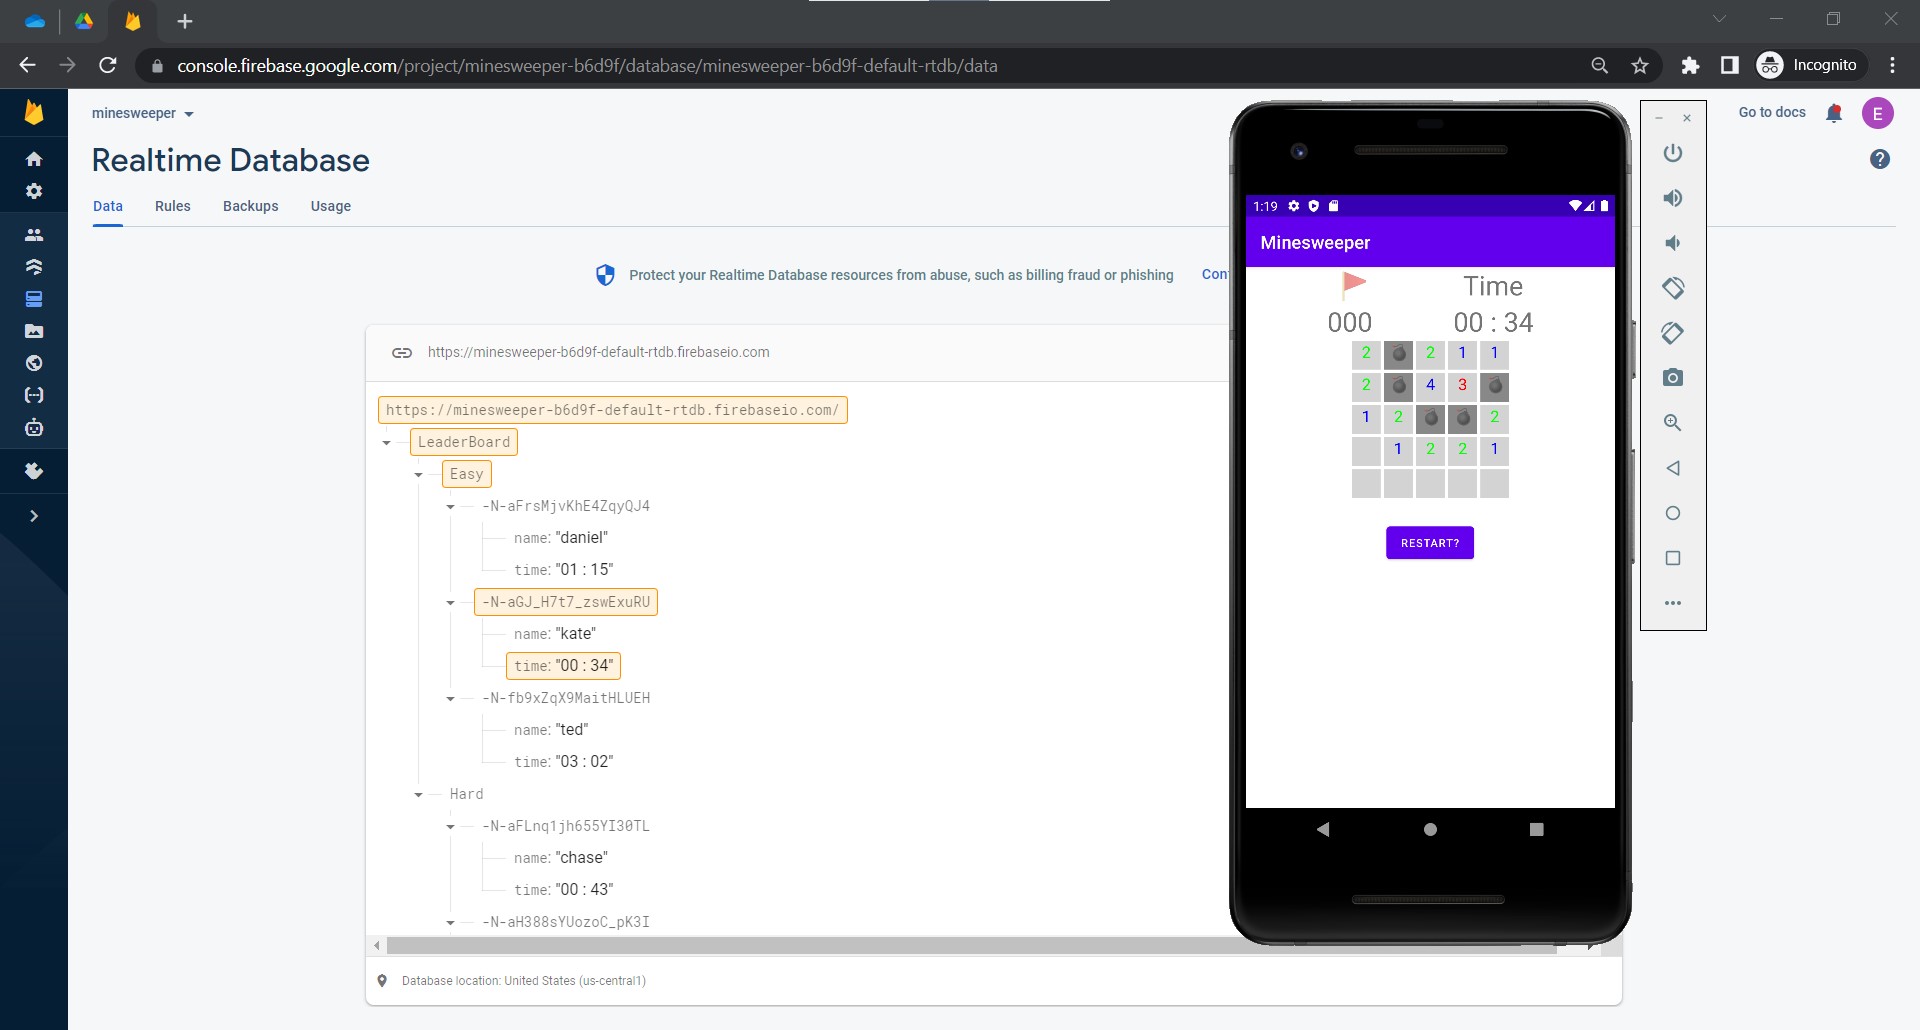 console.firebase.google.com/project/minesweeper-b6d9f/database/minesweeper-b6d9f-default-rtdb/data
Incognito
minesweeper
Go to docs
E
Realtime Database
?
Data Rules Backups Usage
Protect your Realtime Database resources from abuse, such as billing fraud or phishing
https://minesweeper-b6d9f-default-rtdb.firebaseio.com
https://minesweeper-b6d9f-default-rtdb.firebaseio.com/
LeaderBoard
Easy
-N-aFrsMjvKhE4ZqyQJ4
name: "daniel"
time: "01 : 15"
-N-aGJ_H7t7_zswExuRU
name: "kate"
time: "00 : 34"
-N-fb9xZqX9MaitHLUEH
name: "ted"
time: "03 : 02"
Hard
-N-aFLnq1jh655YI30TL
name: "chase"
time: "00 : 43"
-N-aH388sYUozoC_pK3I
Database location: United States (us-central1)
1:19
Minesweeper
Time
000 00 : 34
2 2 1 1
2 4 3
1 2 2
1 2 2 1
RESTART?